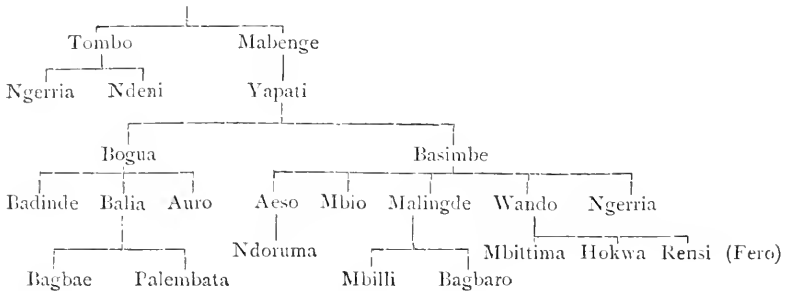 Tombo Mabenge
Ngerria Ndeni Yapati
Bogua Basimbe
Badinde Balia Auro Aeso Mbio Malingde Wando Ngerria
Ndoruma Mbittima Hokwa Rensi (Fero)
Bagbae Palembata Mbilli Bagbaro